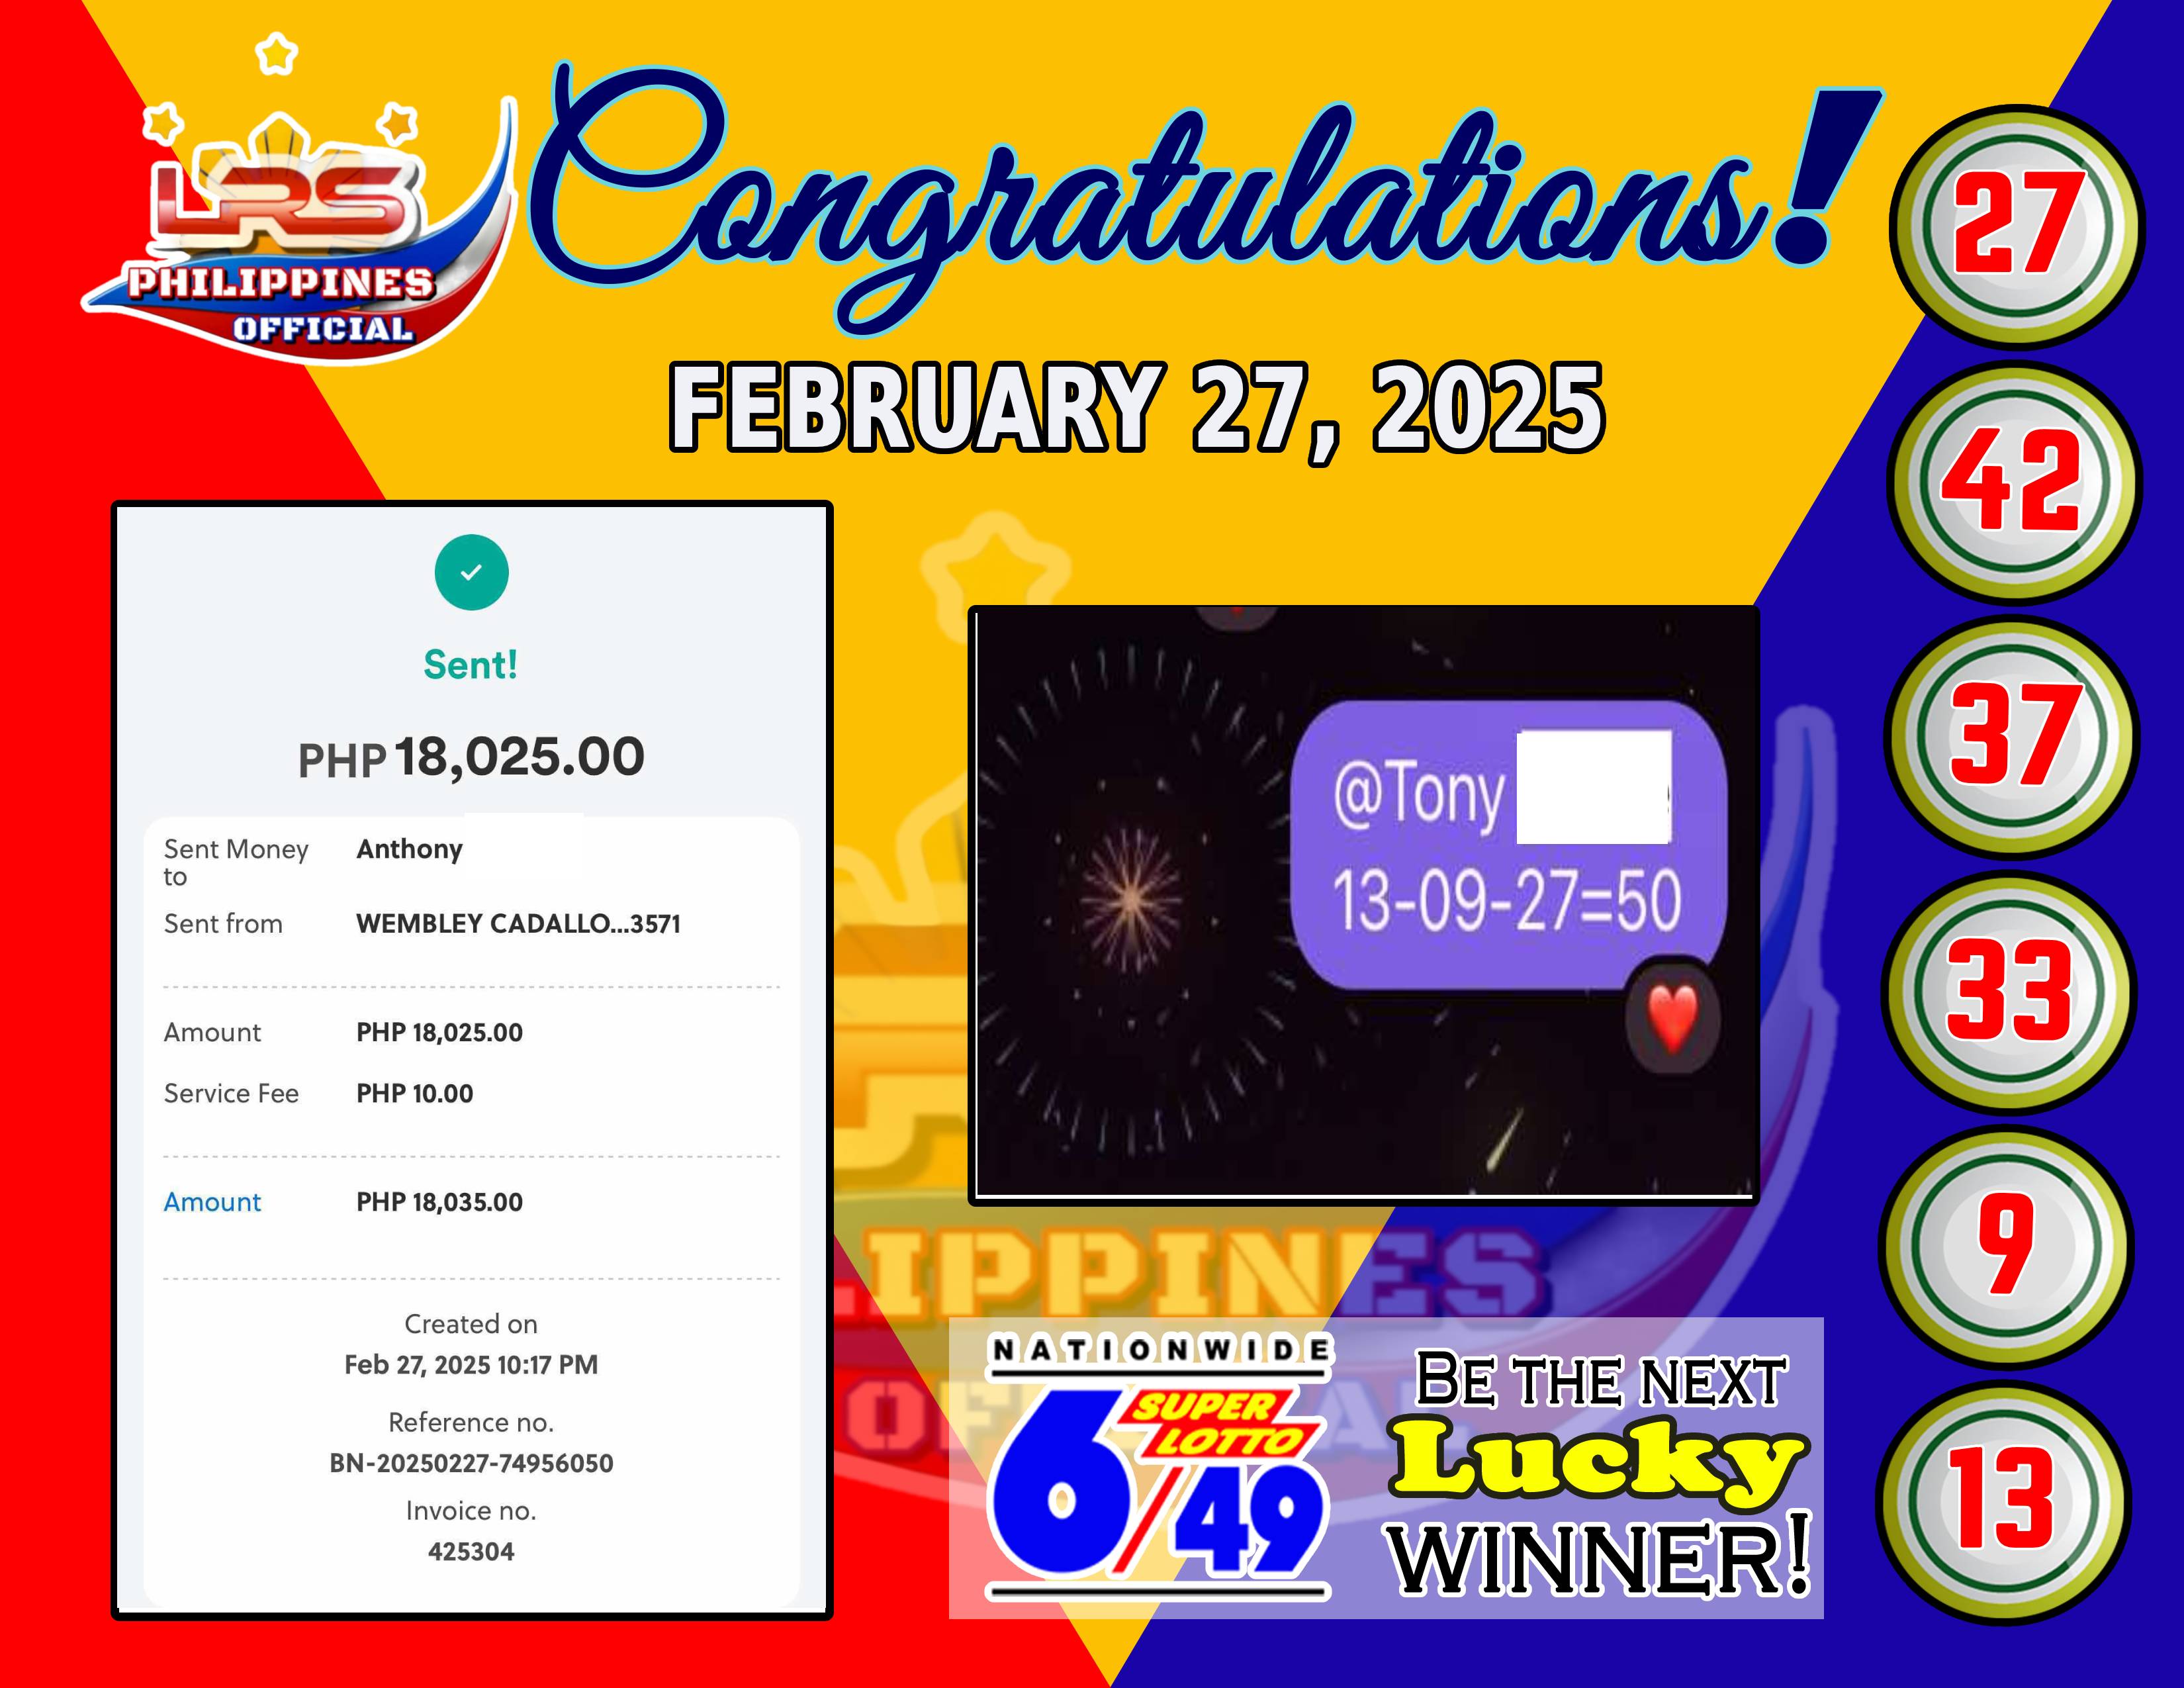 LRS
PHILIPPINES
OFFICIAL
Congratulations!
FEBRUARY 27, 2025
Sent!
PHP 18,025.00
Sent Money to
Anthony
Sent from
WEMBLEY CADALLO...3571
Amount
PHP 18,025.00
Service Fee
PHP 10.00
Amount
PHP 18,035.00
Created on
Feb 27, 2025 10:17 PM
Reference no.
BN-20250227-74956050
Invoice no.
425304
@Tony
13-09-27=50
LIPPINES
NATIONWIDE
6/49
SUPER
LOTTO
BE THE NEXT
Lucky
WINNER!
27
42
37
33
9
13